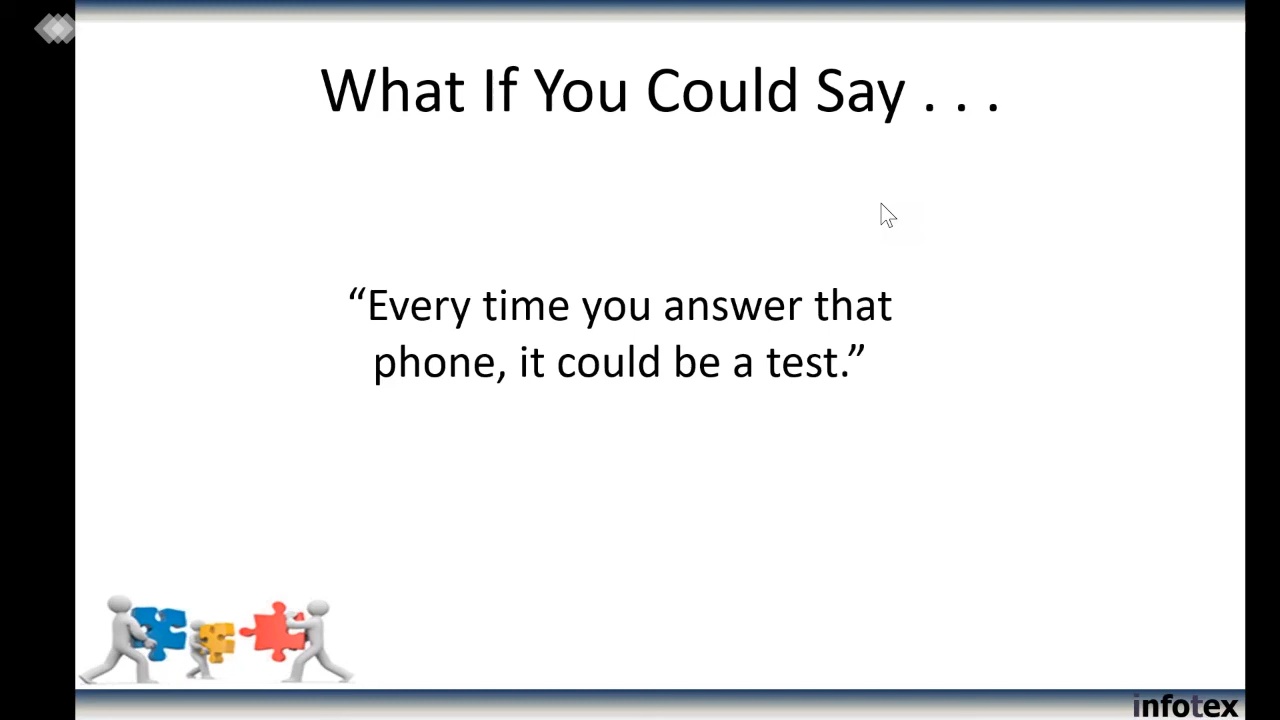 What If You Could Say . . .
“Every time you answer that
phone, it could be a test.”
infotex